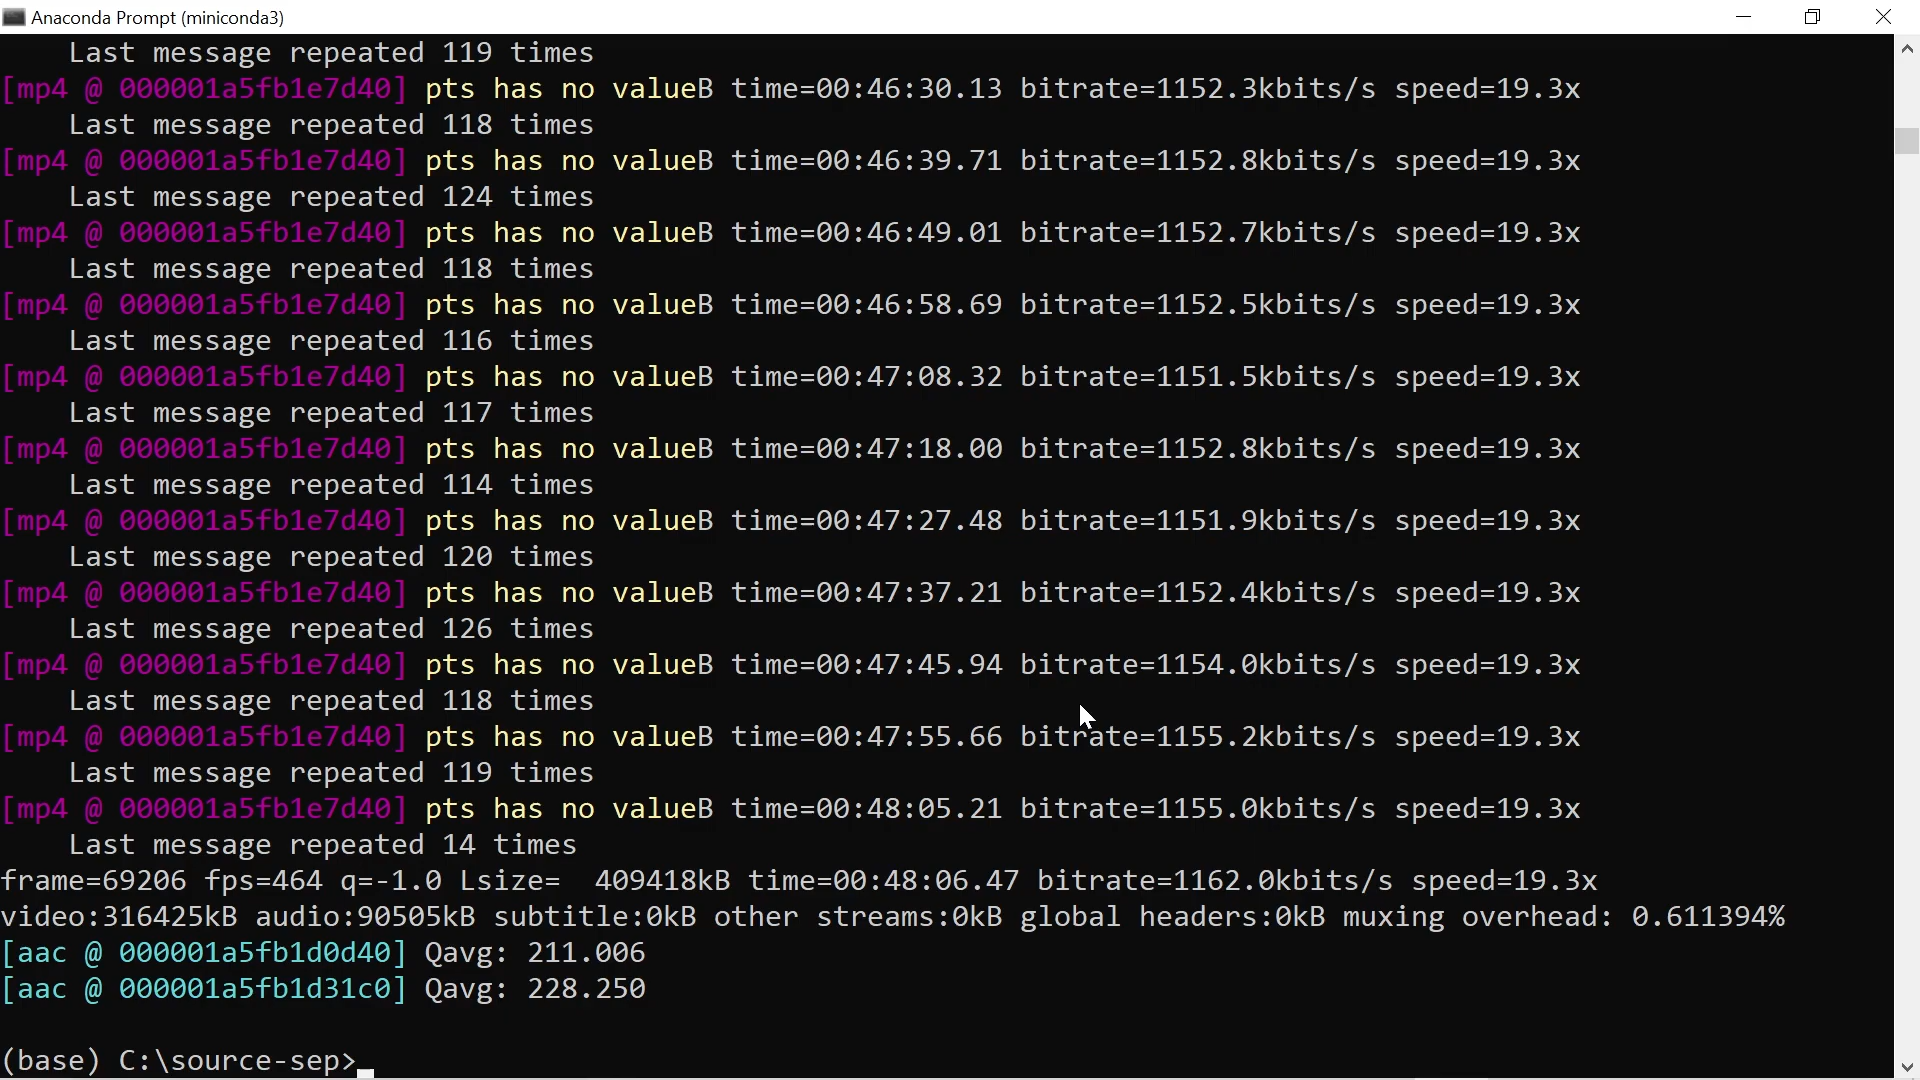 Anaconda Prompt (miniconda3)
Last message repeated 119 times
[mp4 @ 000001a5fb1e7d40] pts has no valueB time=00:46:30.13 bitrate=1152.3kbits/s speed=19.3x
Last message repeated 118 times
[mp4 @ 000001a5fb1e7d40] pts has no valueB time=00:46:39.71 bitrate=1152.8kbits/s speed=19.3x
Last message repeated 124 times
[mp4 @ 000001a5fb1e7d40] pts has no valueB time=00:46:49.01 bitrate=1152.7kbits/s speed=19.3x
Last message repeated 118 times
[mp4 @ 000001a5fb1e7d40] pts has no valueB time=00:46:58.69 bitrate=1152.5kbits/s speed=19.3x
Last message repeated 116 times
[mp4 @ 000001a5fb1e7d40] pts has no valueB time=00:47:08.32 bitrate=1151.5kbits/s speed=19.3x
Last message repeated 117 times
[mp4 @ 000001a5fb1e7d40] pts has no valueB time=00:47:18.00 bitrate=1152.8kbits/s speed=19.3x
Last message repeated 114 times
[mp4 @ 000001a5fb1e7d40] pts has no valueB time=00:47:27.48 bitrate=1151.9kbits/s speed=19.3x
Last message repeated 120 times
[mp4 @ 000001a5fb1e7d40] pts has no valueB time=00:47:37.21 bitrate=1152.4kbits/s speed=19.3x
Last message repeated 126 times
[mp4 @ 000001a5fb1e7d40] pts has no valueB time=00:47:45.94 bitrate=1154.0kbits/s speed=19.3x
Last message repeated 118 times
[mp4 @ 000001a5fb1e7d40] pts has no valueB time=00:47:55.66 bitrate=1155.2kbits/s speed=19.3x
Last message repeated 119 times
[mp4 @ 000001a5fb1e7d40] pts has no valueB time=00:48:05.21 bitrate=1155.0kbits/s speed=19.3x
Last message repeated 14 times
frame=69206 fps=464 q=-1.0 Lsize=  409418kB time=00:48:06.47 bitrate=1162.0kbits/s speed=19.3x
video:316425kB audio:90505kB subtitle:0kB other streams:0kB global headers:0kB muxing overhead: 0.611394%
[aac @ 000001a5fb1d0d40] Qavg: 211.006
[aac @ 000001a5fb1d31c0] Qavg: 228.250
(base) C:\source-sep>